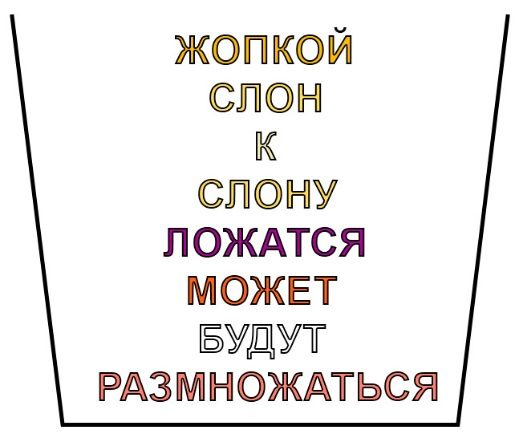 ЖОПКОЙ
СЛОН
К
СЛОНУ
ЛОЖАТСЯ
МОЖЕТ
БУДУТ
РАЗМНОЖАТЬСЯ